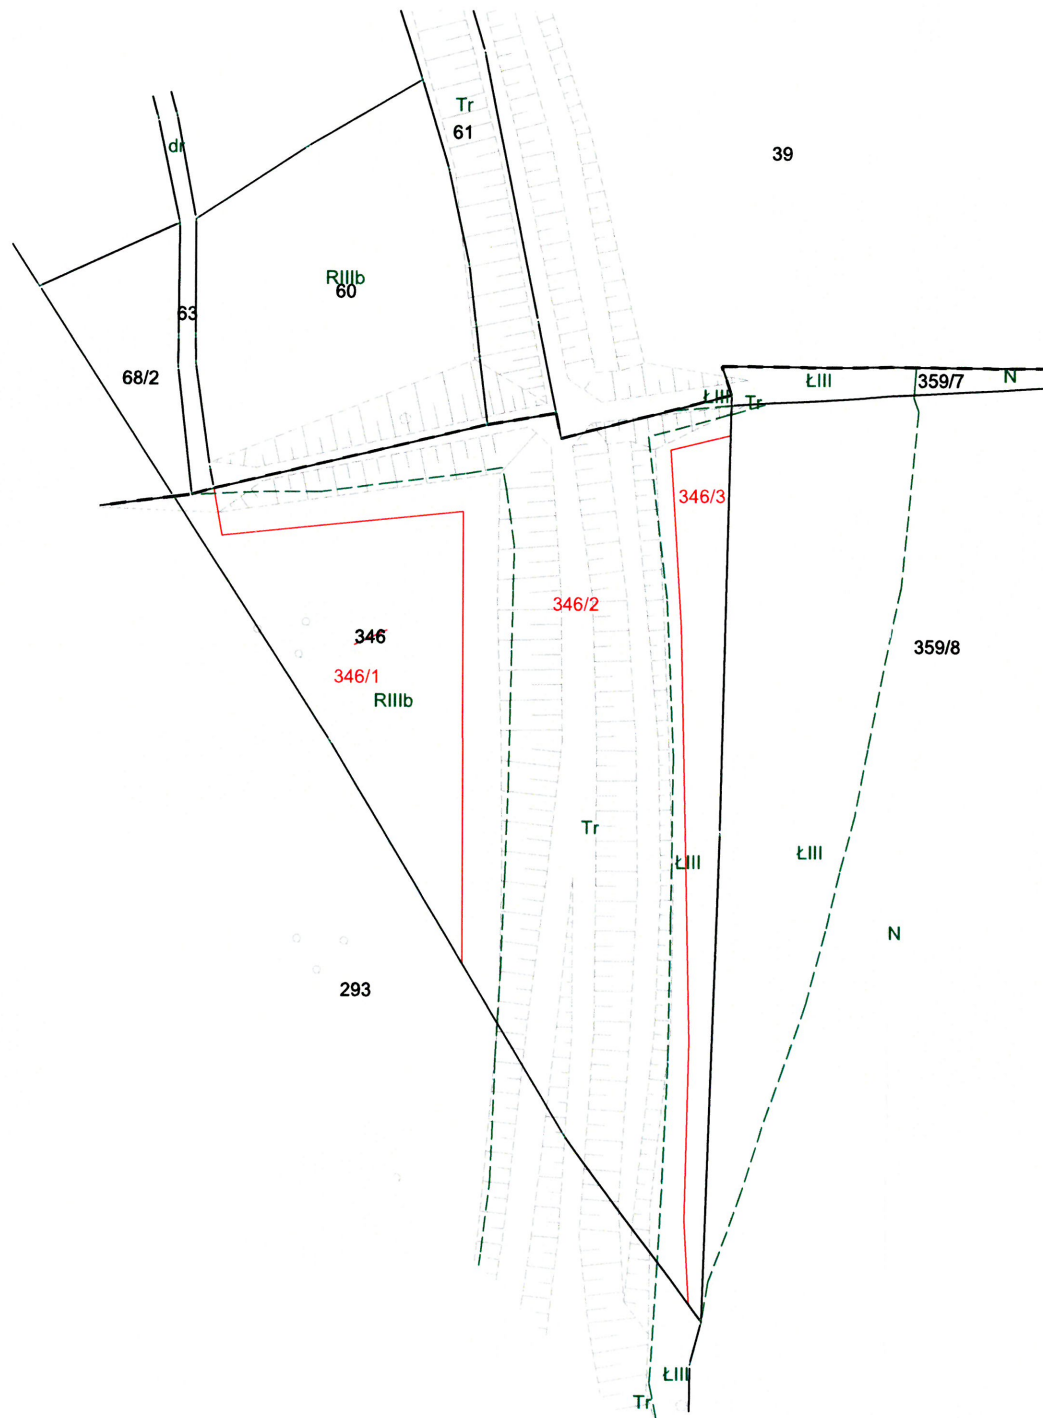 Tr
61
dr
39
RIIIb
60
63
68/2
ŁIII
359/7
N
ŁIII
Tr
346/3
346/2
346
346/1
RIIIb
359/8
Tr
ŁIII
ŁIII
N
293
ŁIII
Tr